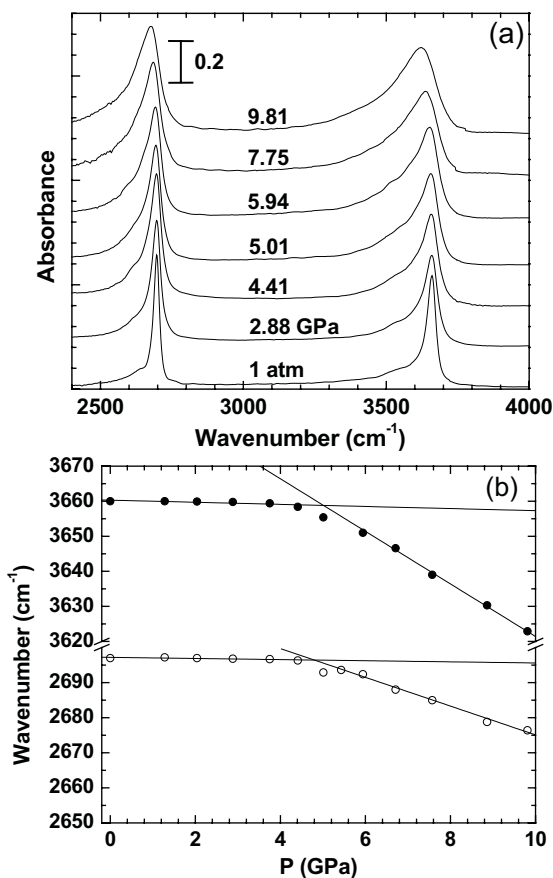 (a)
0.2
9.81
7.75
5.94
5.01
4.41
2.88 GPa
1 atm
Absorbance
2500 3000 3500 4000
Wavenumber (cm-1)
(b)
3670
3660
3650
3640
3630
3620
2690
2680
2670
2660
2650
Wavenumber (cm-1)
0 2 4 6 8 10
P (GPa)